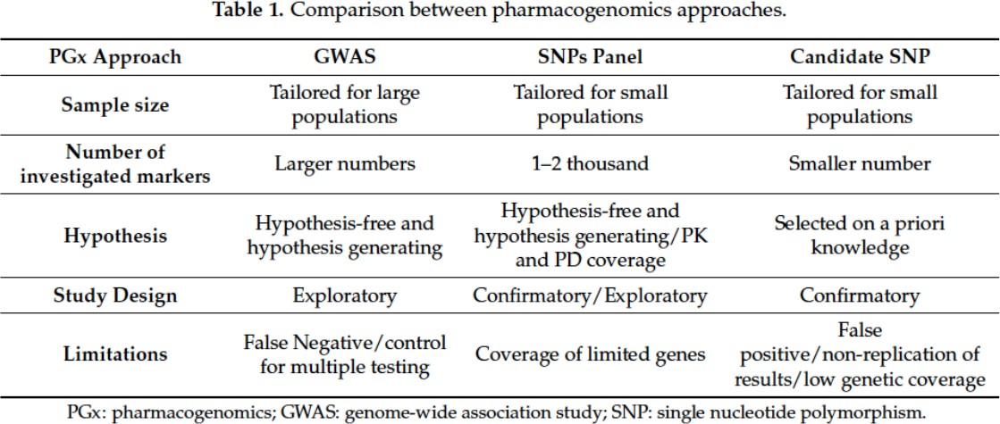 Table 1. Comparison between pharmacogenomics approaches.
PGx Approach GWAS SNPs Panel Candidate SNP
Sample size Tailored for large populations Tailored for small populations Tailored for small populations
Number of investigated markers Larger numbers 1–2 thousand Smaller number
Hypothesis Hypothesis-free and hypothesis generating Hypothesis-free and hypothesis generating/PK and PD coverage Selected on a priori knowledge
Study Design Exploratory Confirmatory/Exploratory Confirmatory
Limitations False Negative/control for multiple testing Coverage of limited genes False positive/non-replication of results/low genetic coverage
PGx: pharmacogenomics; GWAS: genome-wide association study; SNP: single nucleotide polymorphism.